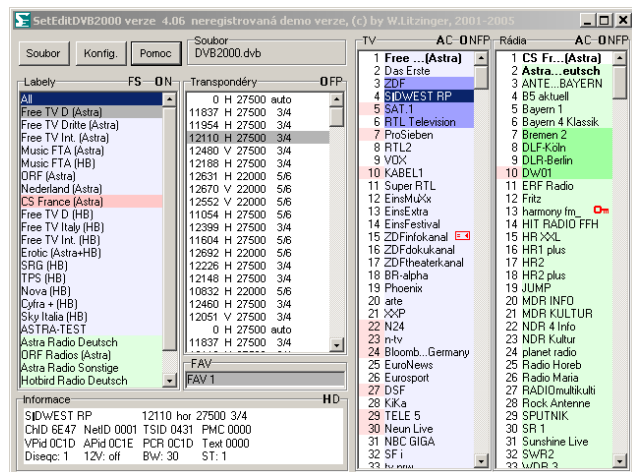 SetEditDVB2000 verze 4.06 neregistrovaná demo verze, (c) by W.Litzinger, 2001-2005
Soubor
Konfig.
Pomoc
Soubor
DVB2000.dvb
Labely FS ON
All
Free TV D (Astra)
Free TV Dritte (Astra)
Free TV Int. (Astra)
Music FTA (Astra)
Music FTA (HB)
ORF (Astra)
Nederland (Astra)
CS France (Astra)
Free TV D (HB)
Free TV Italy (HB)
Free TV Int. (HB)
Erotic (Astra+HB)
SRG (HB)
TPS (HB)
Nova (HB)
Cyfra + (HB)
Sky Italia (HB)
ASTRA-TEST
Astra Radio Deutsch
ORF Radios (Astra)
Astra Radio Sonstige
Hotbird Radio Deutsch
Transpondéry OFP
0 H 27500 auto
11837 H 27500 3/4
11954 H 27500 3/4
12110 H 27500 3/4
12480 V 27500 3/4
12188 H 27500 3/4
12631 H 22000 5/6
12670 V 22000 5/6
12552 V 22000 5/6
11054 H 27500 5/6
12399 H 27500 3/4
11604 H 27500 5/6
12692 H 22000 5/6
12226 H 27500 3/4
12148 H 27500 3/4
10832 H 22000 5/6
12460 H 27500 3/4
12051 V 27500 3/4
0 H 27500 auto
11837 H 27500 3/4
FAV
FAV 1
Informace HD
SÜDWEST RP 12110 hor 27500 3/4
ChID 6E47 NetID 0001 TSID 0431 PMC 0000
VPid 0C1D APid 0C1E PCR 0C1D Text 0000
Diseqc: 1 12V: off BW: 30 ST: 1
TV AC ONFP
1 Free ...(Astra)
2 Das Erste
3 ZDF
4 SÜDWEST RP
5 SAT.1
6 RTL Television
7 ProSieben
8 RTL2
9 VOX
10 KABEL1
11 Super RTL
12 EinsMuXx
13 EinsExtra
14 EinsFestival
15 ZDFinfokanal
16 ZDFdokukanal
17 ZDFtheaterkanal
18 BR-alpha
19 Phoenix
20 arte
21 XXP
22 N24
23 n-tv
24 Bloomb...Germany
25 EuroNews
26 Eurosport
27 DSF
28 KiKa
29 TELE 5
30 Neun Live
31 NBC GIGA
32 SF i
33 tv.nrw
Rádia AC ONFP
1 CS Fr...(Astra)
2 Astra...eutsch
3 ANTE...BAYERN
4 B5 aktuell
5 Bayern 1
6 Bayern 4 Klassik
7 Bremen 2
8 DLF-Köln
9 DLR-Berlin
10 DW01
11 ERF Radio
12 Fritz
13 harmony fm_
14 HIT RADIO FFH
15 HR XXL
16 HR1 plus
17 HR2
18 HR2 plus
19 JUMP
20 MDR INFO
21 MDR KULTUR
22 NDR 4 Info
23 NDR Kultur
24 planet radio
25 Radio Horeb
26 Radio Maria
27 RADIOmultikulti
28 Rock Antenne
29 SPUTNIK
30 SR 1
31 Sunshine Live
32 SWR2
33 WDR 3